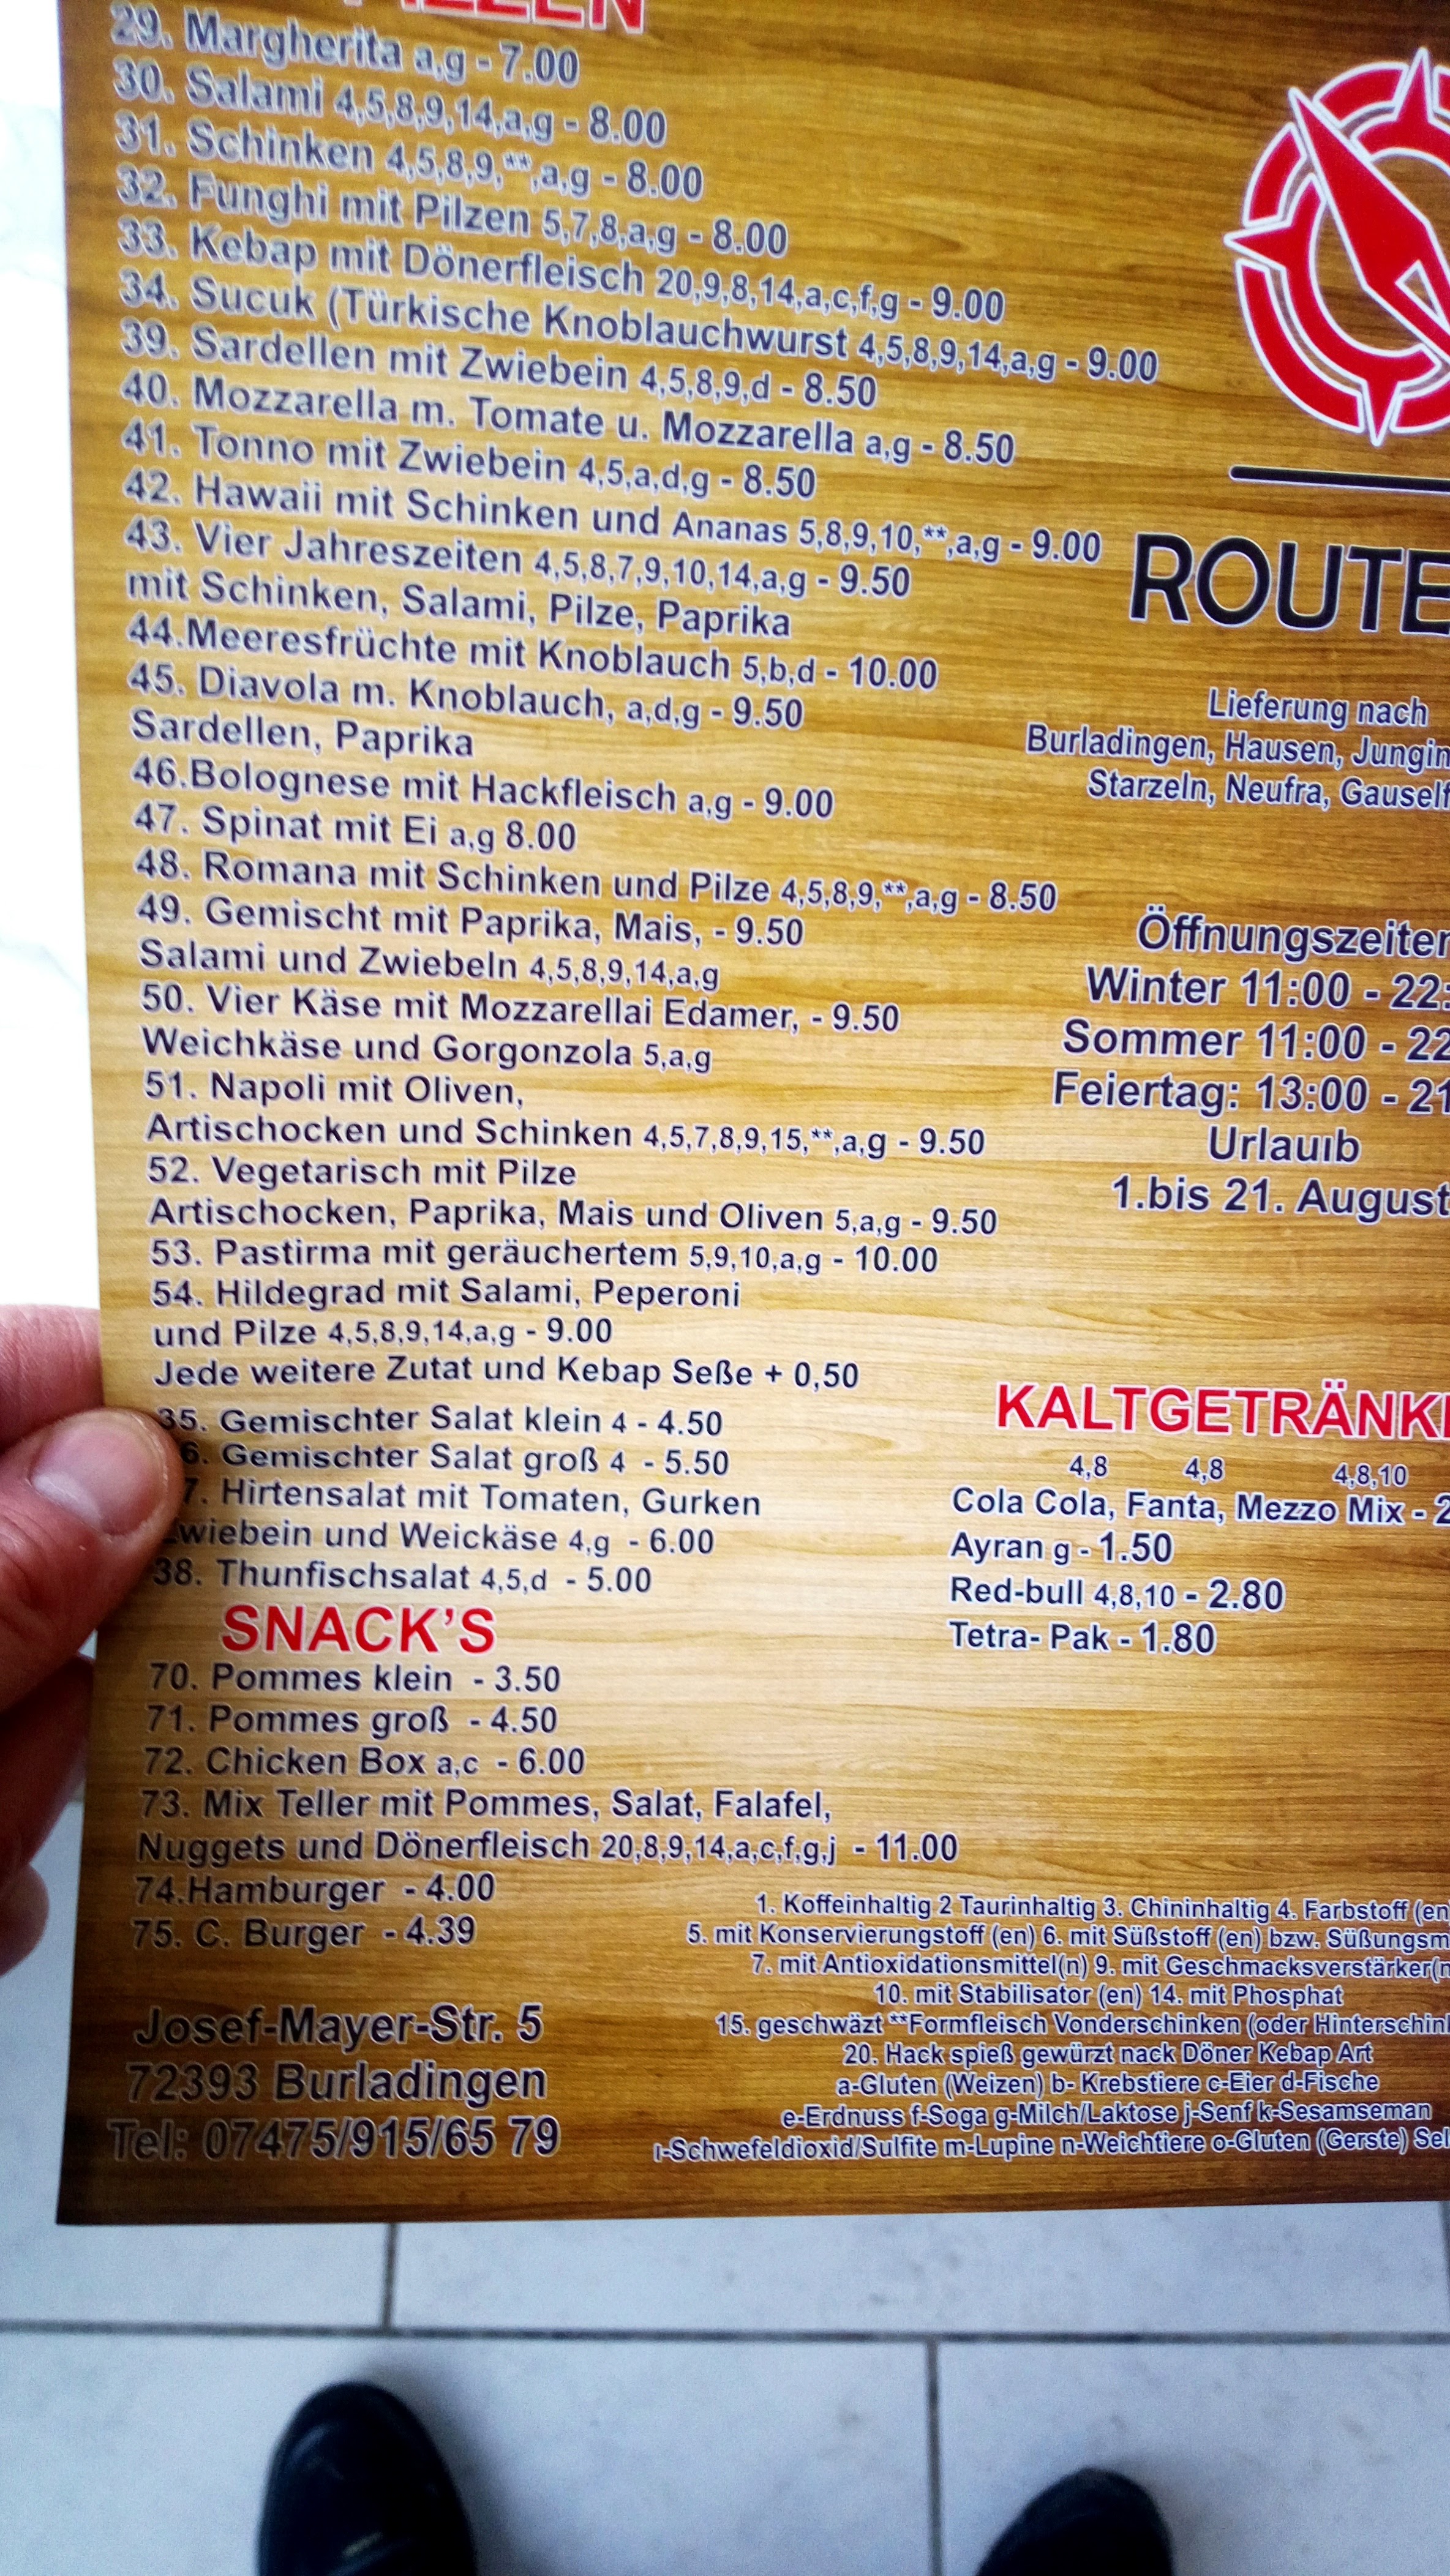 29. Margherita a,g - 7.00
30. Salami 4,5,8,9,14,a,g - 8.00
31. Schinken 4,5,8,9,**,a,g - 8.00
32. Funghi mit Pilzen 5,7,8,a,g - 8.00
33. Kebap mit Dönerfleisch 20,9,8,14,a,c,f,g - 9.00
34. Sucuk (Türkische Knoblauchwurst 4,5,8,9,14,a,g - 9.00
39. Sardellen mit Zwiebein 4,5,8,9,d - 8.50
40. Mozzarella m. Tomate u. Mozzarella a,g - 8.50
41. Tonno mit Zwiebein 4,5,a,d,g - 8.50
42. Hawaii mit Schinken und Ananas 5,8,9,10,**,a,g - 9.00
43. Vier Jahreszeiten 4,5,8,7,9,10,14,a,g - 9.50
mit Schinken, Salami, Pilze, Paprika
44.Meeresfrüchte mit Knoblauch 5,b,d - 10.00
45. Diavola m. Knoblauch, a,d,g - 9.50
Sardellen, Paprika
46.Bolognese mit Hackfleisch a,g - 9.00
47. Spinat mit Ei a,g 8.00
48. Romana mit Schinken und Pilze 4,5,8,9,**,a,g - 8.50
49. Gemischt mit Paprika, Mais, - 9.50
Salami und Zwiebeln 4,5,8,9,14,a,g
50. Vier Käse mit Mozzarellai Edamer, - 9.50
Weichkäse und Gorgonzola 5,a,g
51. Napoli mit Oliven,
Artischocken und Schinken 4,5,7,8,9,15,**,a,g - 9.50
52. Vegetarisch mit Pilze
Artischocken, Paprika, Mais und Oliven 5,a,g - 9.50
53. Pastirma mit geräuchertem 5,9,10,a,g - 10.00
54. Hildegrad mit Salami, Peperoni
und Pilze 4,5,8,9,14,a,g - 9.00
Jede weitere Zutat und Kebap Seße + 0,50
35. Gemischter Salat klein 4 - 4.50
6. Gemischter Salat groß 4 - 5.50
7. Hirtensalat mit Tomaten, Gurken
Zwiebein und Weickäse 4,g - 6.00
38. Thunfischsalat 4,5,d - 5.00
SNACK'S
70. Pommes klein - 3.50
71. Pommes groß - 4.50
72. Chicken Box a,c - 6.00
73. Mix Teller mit Pommes, Salat, Falafel,
Nuggets und Dönerfleisch 20,8,9,14,a,c,f,g,j - 11.00
74.Hamburger - 4.00
75. C. Burger - 4.39
Josef-Mayer-Str. 5
72393 Burladingen
Tel: 07475/915/65 79
ROUTE
Lieferung nach
Burladingen, Hausen, Jungin
Starzeln, Neufra, Gauself
Öffnungszeiten
Winter 11:00 - 22:
Sommer 11:00 - 22
Feiertag: 13:00 - 21
Urlauıb
1.bis 21. August
KALTGETRÄNKE
4,8 4,8 4,8,10
Cola Cola, Fanta, Mezzo Mix - 2
Ayran g - 1.50
Red-bull 4,8,10 - 2.80
Tetra- Pak - 1.80
1. Koffeinhaltig 2 Taurinhaltig 3. Chininhaltig 4. Farbstoff (en
5. mit Konservierungstoff (en) 6. mit Süßstoff (en) bzw. Süßungsm
7. mit Antioxidationsmittel(n) 9. mit Geschmacksverstärker(n
10. mit Stabilisator (en) 14. mit Phosphat
15. geschwäzt **Formfleisch Vonderschinken (oder Hinterschink
20. Hack spieß gewürzt nack Döner Kebap Art
a-Gluten (Weizen) b- Krebstiere c-Eier d-Fische
e-Erdnuss f-Soga g-Milch/Laktose j-Senf k-Sesamseman
ı-Schwefeldioxid/Sulfite m-Lupine n-Weichtiere o-Gluten (Gerste) Sel